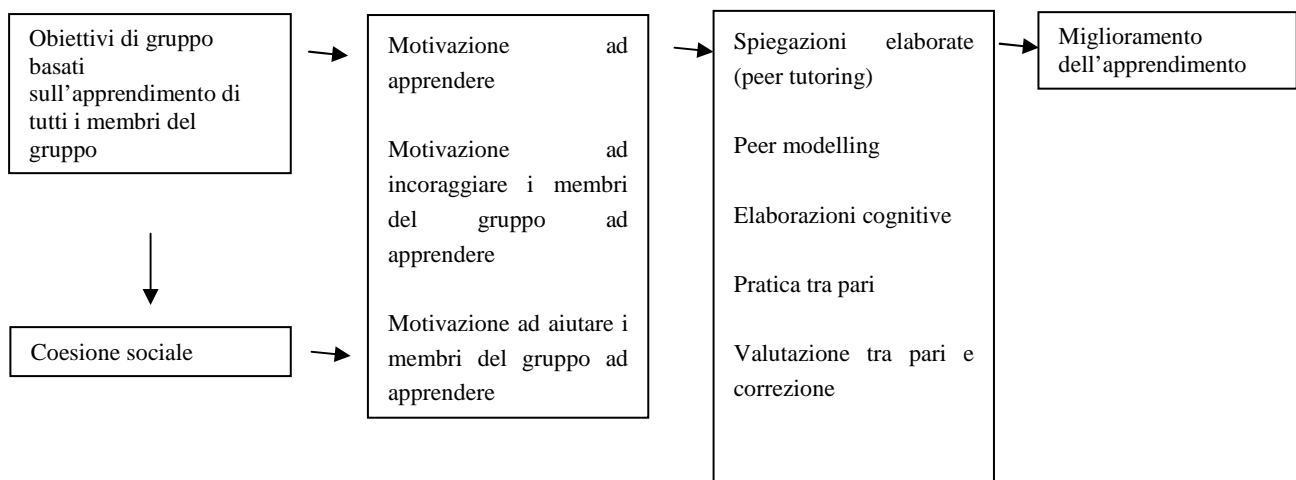 Obiettivi di gruppo
basati
sull’apprendimento di
tutti i membri del
gruppo
Coesione sociale
Motivazione ad
apprendere
Motivazione ad
incoraggiare i membri
del gruppo ad
apprendere
Motivazione ad aiutare i
membri del gruppo ad
apprendere
Spiegazioni elaborate
(peer tutoring)
Peer modelling
Elaborazioni cognitive
Pratica tra pari
Valutazione tra pari e
correzione
Miglioramento
dell’apprendimento